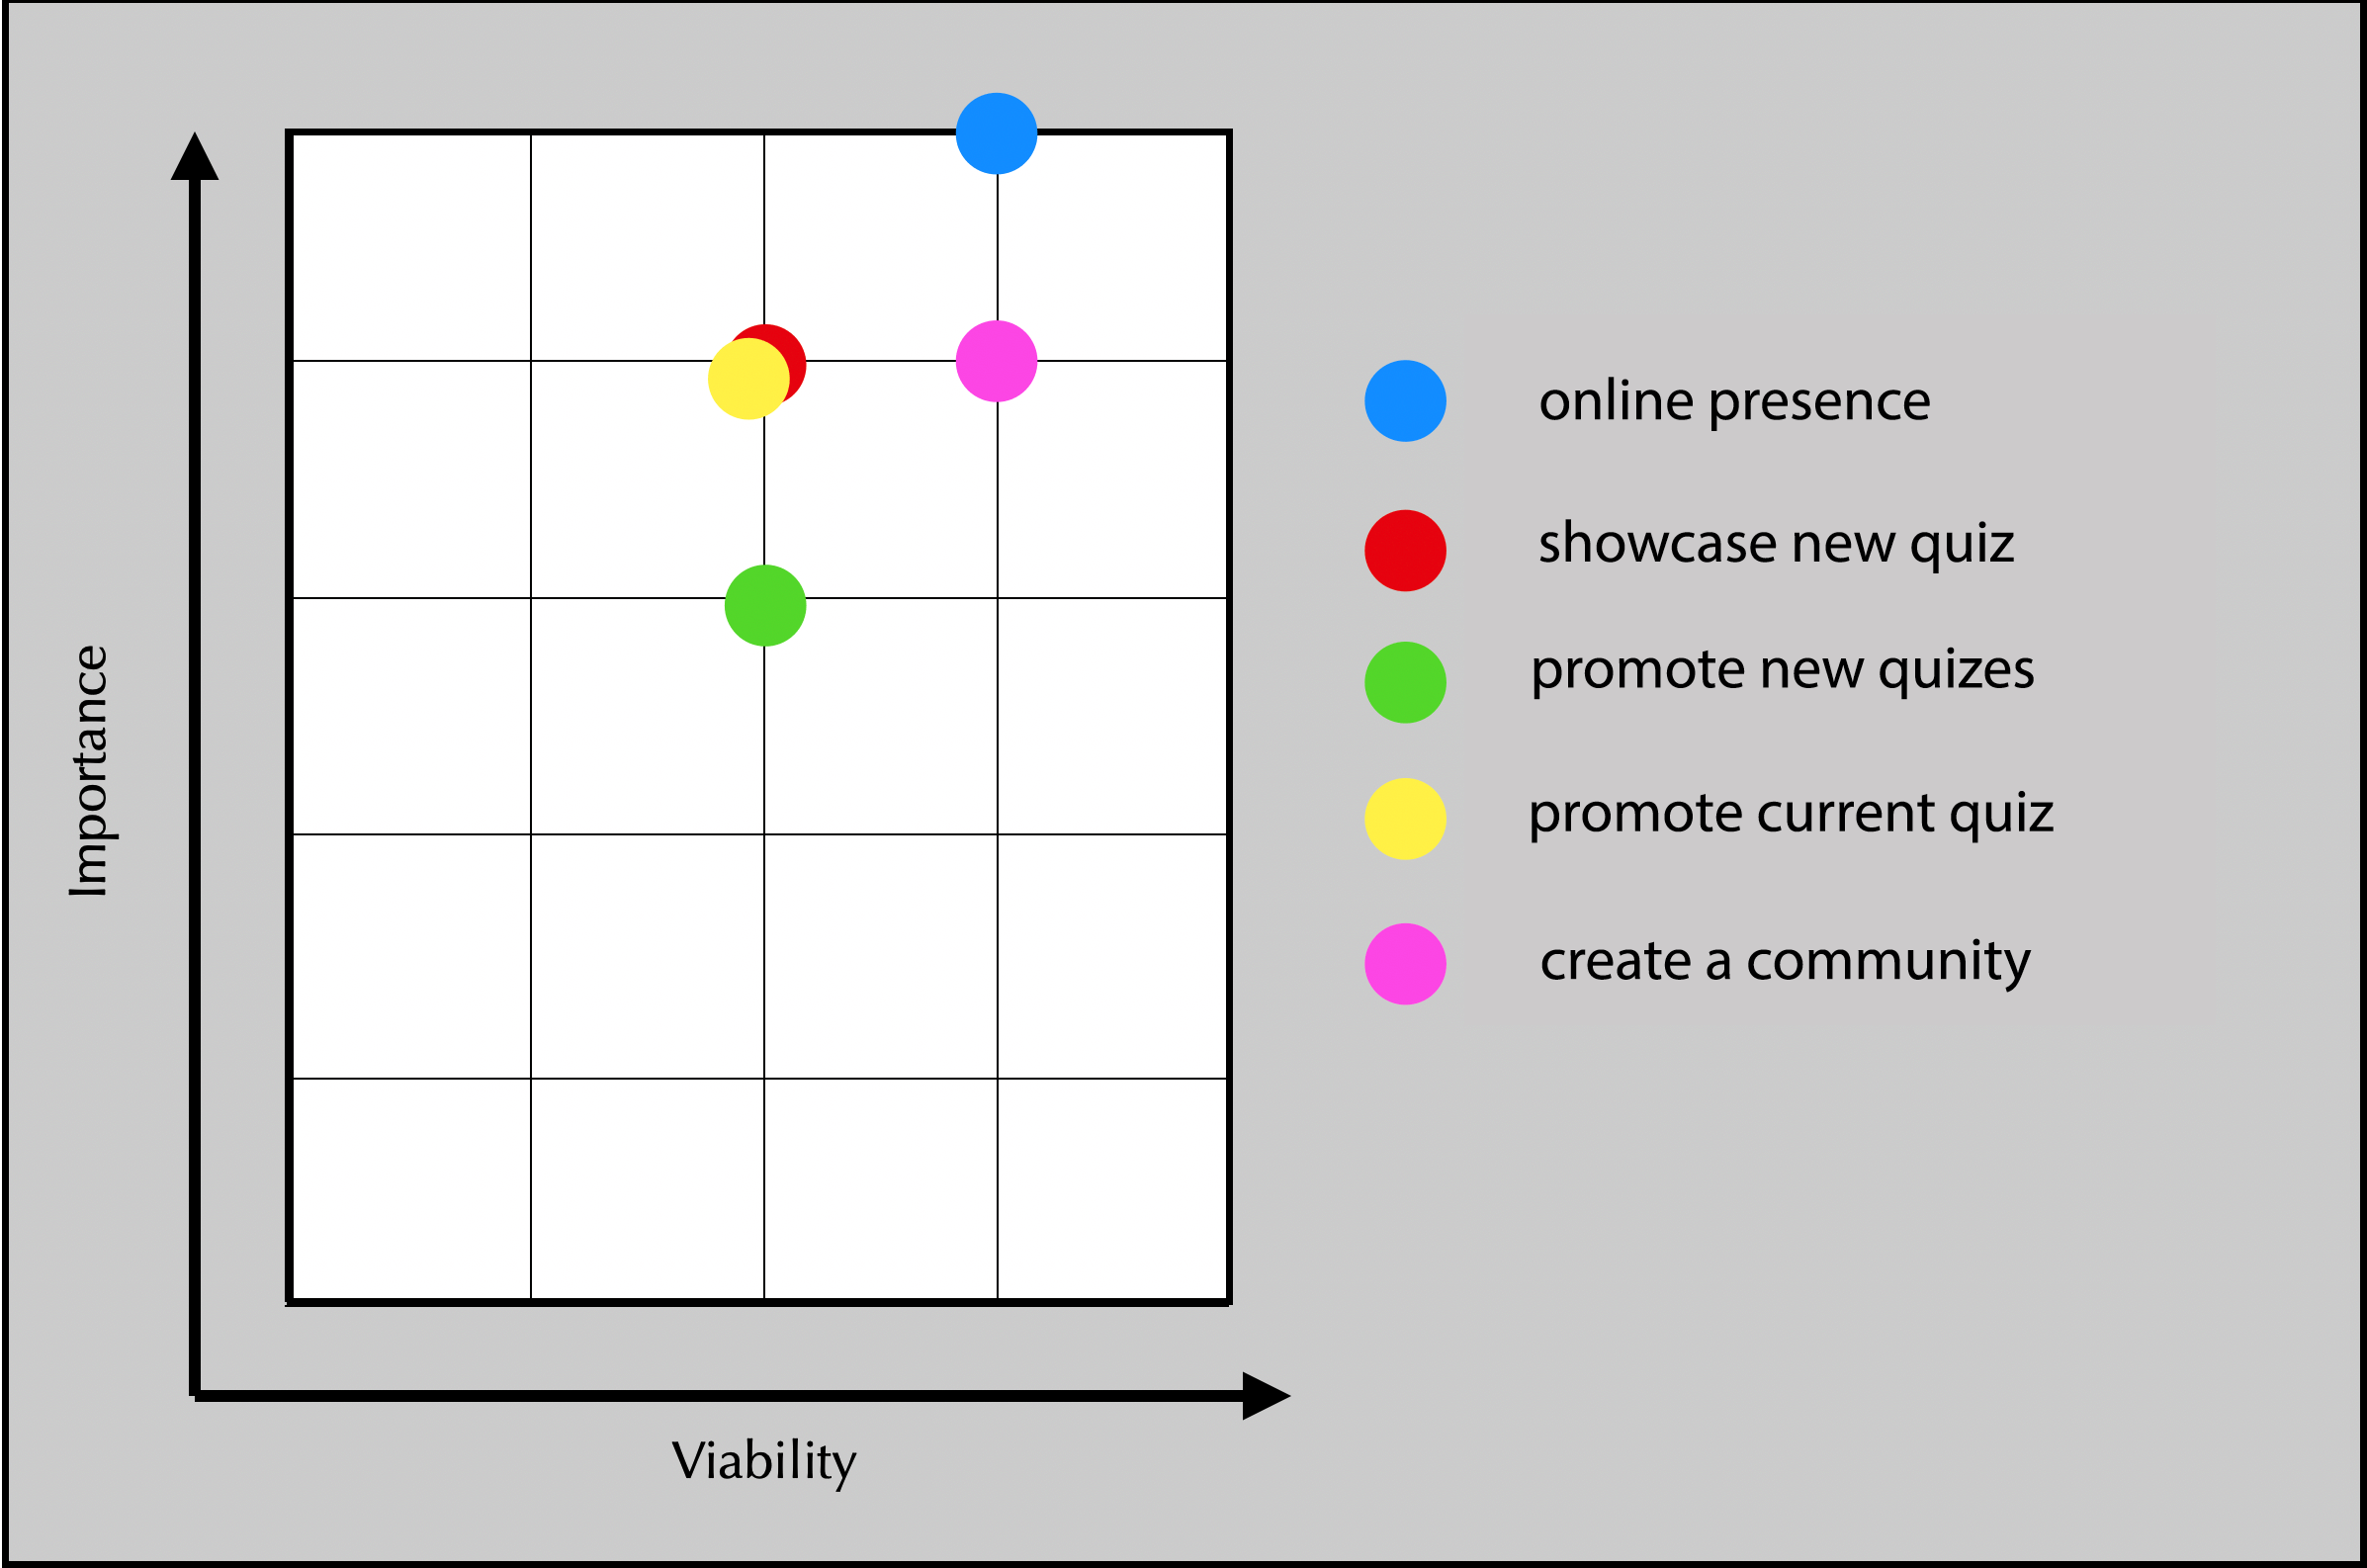 Importance
Viability
online presence
showcase new quiz
promote new quizes
promote current quiz
create a community